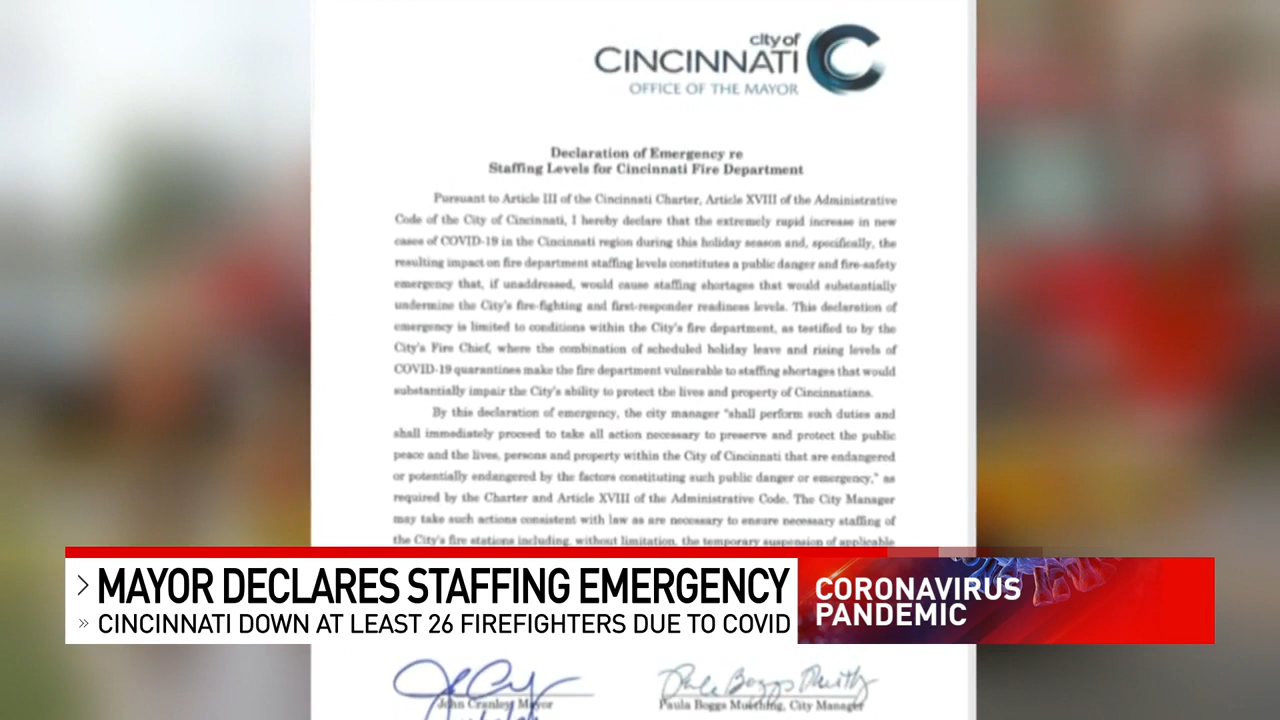 city of
CINCINNATI
OFFICE OF THE MAYOR
Declaration of Emergency re
Staffing Levels for Cincinnati Fire Department
Pursuant to Article III of the Cincinnati Charter, Article XVIII of the Administrative
Code of the City of Cincinnati, I hereby declare that the extremely rapid increase in new
cases of COVID-19 in the Cincinnati region during this holiday season and, specifically, the
resulting impact on fire department staffing levels constitutes a public danger and fire-safety
emergency that, if unaddressed, would cause staffing shortages that would substantially
undermine the City's fire-fighting and first-responder readiness levels. This declaration of
emergency is limited to conditions within the City's fire department, as testified to by the
City's Fire Chief, where the combination of scheduled holiday leave and rising levels of
COVID-19 quarantines make the fire department vulnerable to staffing shortages that would
substantially impair the City's ability to protect the lives and property of Cincinnatians.
By this declaration of emergency, the city manager "shall perform such duties and
shall immediately proceed to take all action necessary to preserve and protect the public
peace and the lives, persons and property within the City of Cincinnati that are endangered
or potentially endangered by the factors constituting such public danger or emergency," as
required by the Charter and Article XVIII of the Administrative Code. The City Manager
may take such actions consistent with law as are necessary to ensure necessary staffing of
the City's fire stations including, without limitation, the temporary suspension of applicable
MAYOR DECLARES STAFFING EMERGENCY
CINCINNATI DOWN AT LEAST 26 FIREFIGHTERS DUE TO COVID
CORONAVIRUS
PANDEMIC
John Cranley, Mayor
Paula Boggs Muething, City Manager